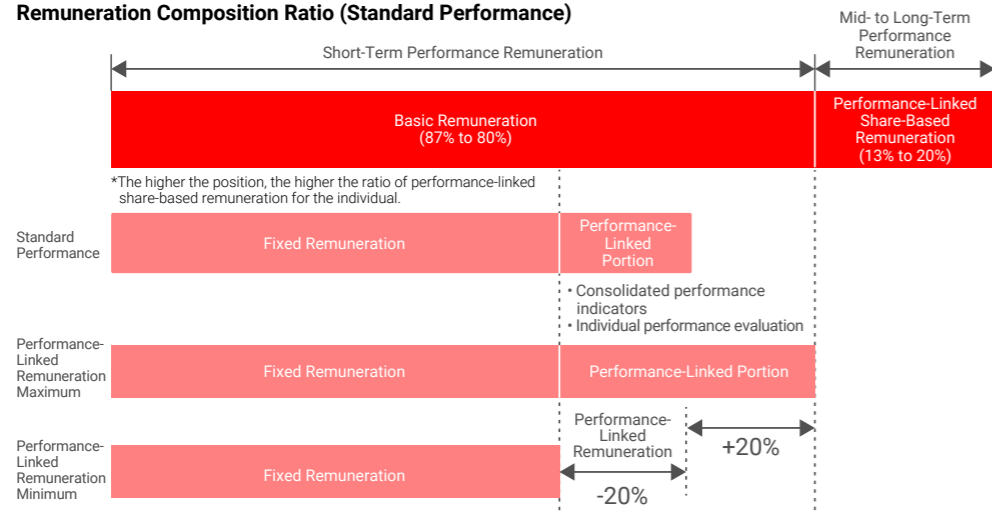 Remuneration Composition Ratio (Standard Performance)
Mid- to Long-Term
Performance
Remuneration
Short-Term Performance Remuneration
Basic Remuneration
(87% to 80%)
Performance-Linked
Share-Based
Remuneration
(13% to 20%)
*The higher the position, the higher the ratio of performance-linked
share-based remuneration for the individual.
Standard
Performance
Fixed Remuneration
Performance-
Linked
Portion
・Consolidated performance
indicators
・Individual performance evaluation
Performance-
Linked
Remuneration
Maximum
Fixed Remuneration
Performance-Linked Portion
Performance-
Linked
Remuneration
Minimum
Fixed Remuneration
Performance-
Linked
Remuneration
-20%
+20%